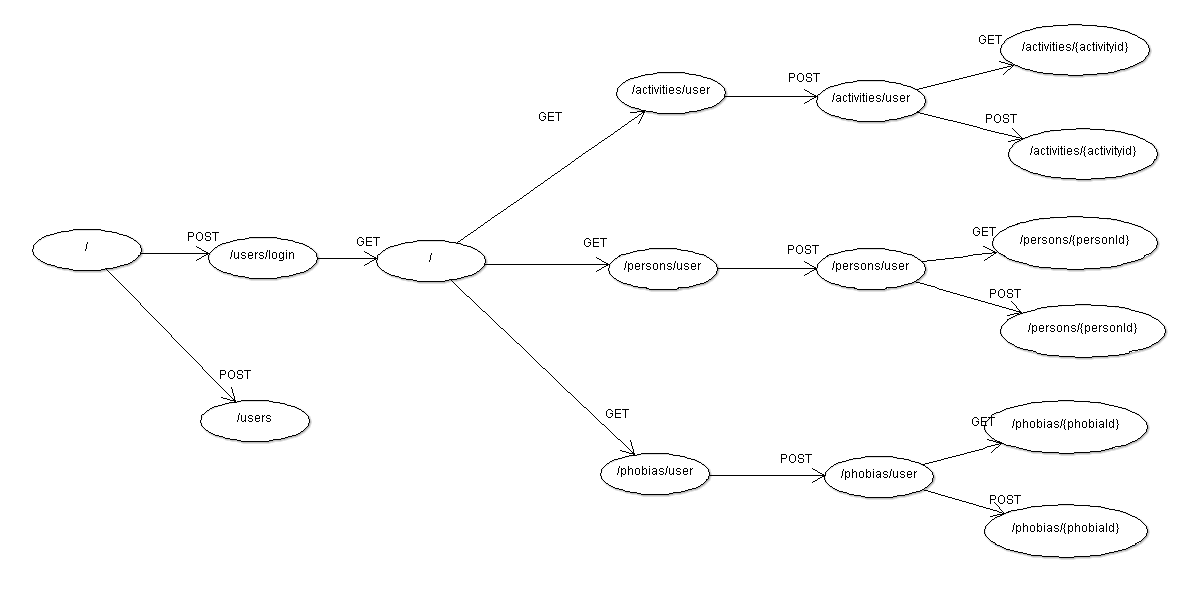 GET
/activities/{activityid}
POST
/activities/user
/activities/user
GET
POST
/activities/{activityid}
POST
/users/login
GET
/
/
GET
/persons/user
POST
/persons/user
GET
/persons/{personId}
POST
/persons/{personId}
POST
/users
GET
/phobias/user
POST
/phobias/user
GET
/phobias/{phobiaId}
POST
/phobias/{phobiaId}